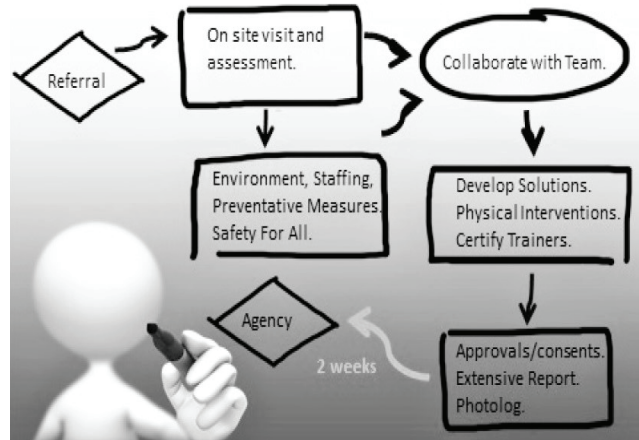 Referral
On site visit and
assessment.
Collaborate with Team.
Environment, Staffing,
Preventative Measures.
Safety For All.
Develop Solutions.
Physical Interventions.
Certify Trainers.
Agency
2 weeks
Approvals/consents.
Extensive Report.
Photolog.